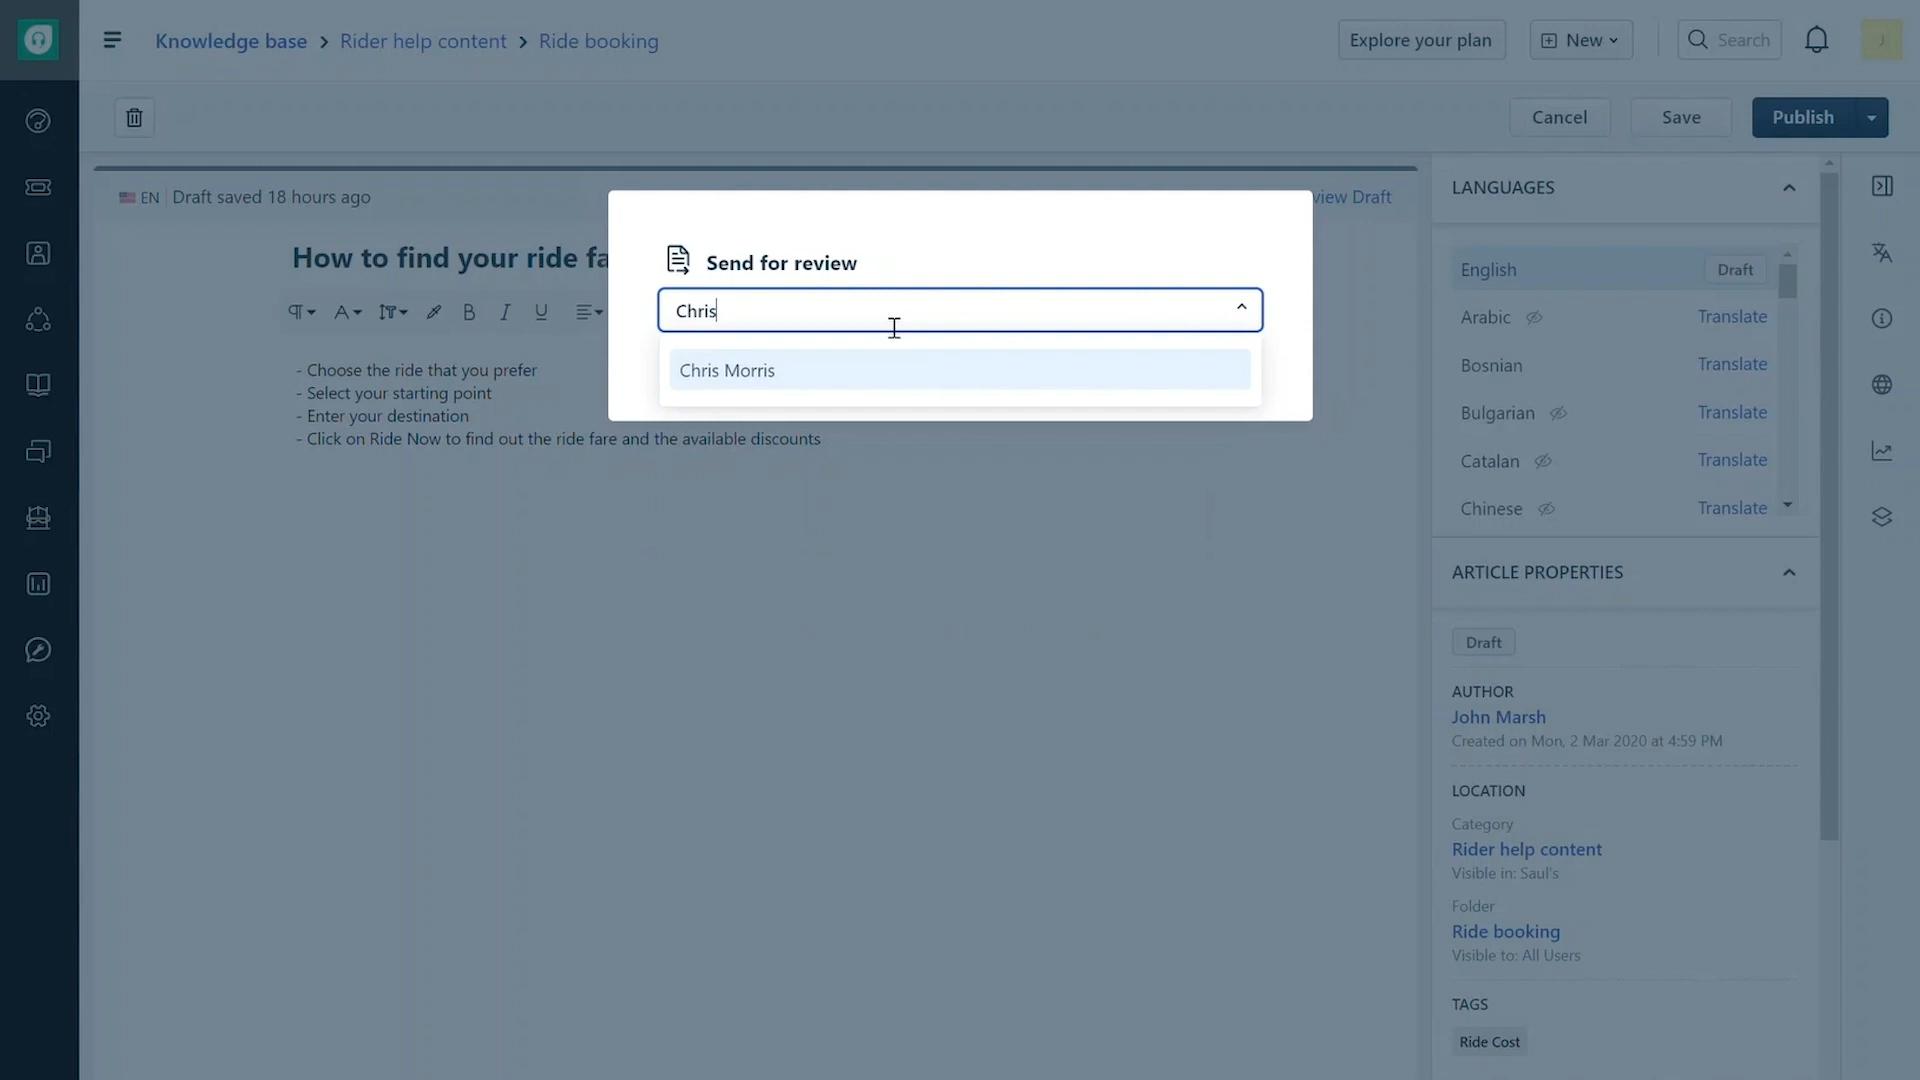 Knowledge base > Rider help content > Ride booking
Explore your plan
New
Search
J
Cancel
Save
Publish
EN | Draft saved 18 hours ago
view Draft
How to find your ride fa
- Choose the ride that you prefer
- Select your starting point
- Enter your destination
- Click on Ride Now to find out the ride fare and the available discounts
Send for review
Chris
Chris Morris
LANGUAGES
English Draft
Arabic Translate
Bosnian Translate
Bulgarian Translate
Catalan Translate
Chinese Translate
ARTICLE PROPERTIES
Draft
AUTHOR
John Marsh
Created on Mon, 2 Mar 2020 at 4:59 PM
LOCATION
Category
Rider help content
Visible in: Saul's
Folder
Ride booking
Visible to: All Users
TAGS
Ride Cost